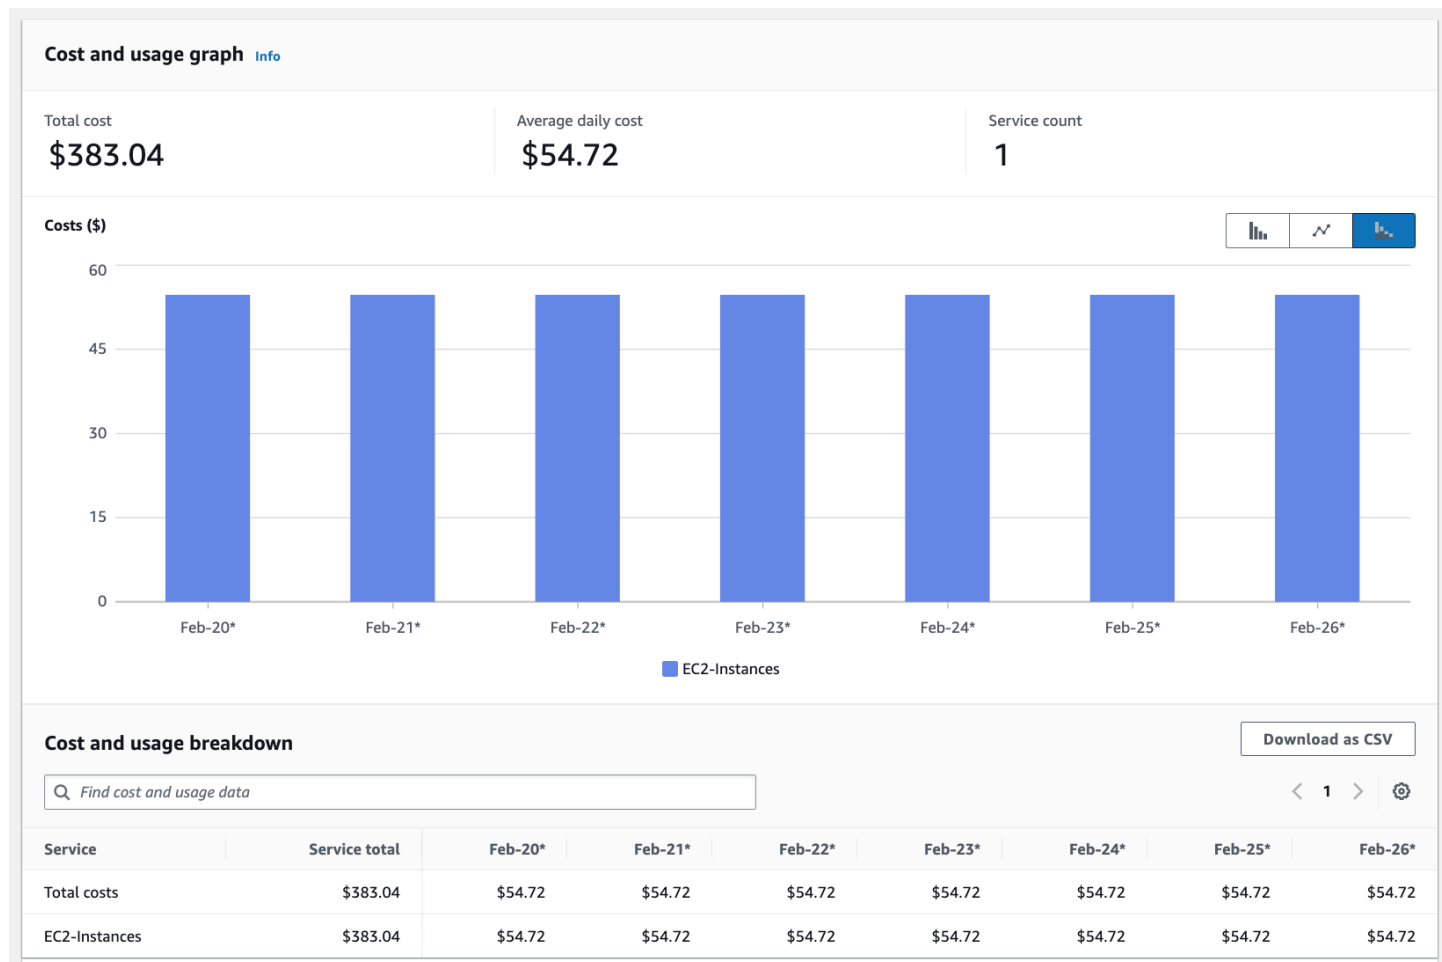 Cost and usage graph Info
Total cost
$383.04
Average daily cost
$54.72
Service count
1
Costs ($)
60
45
30
15
0
Feb-20* Feb-21* Feb-22* Feb-23* Feb-24* Feb-25* Feb-26*
EC2-Instances
Cost and usage breakdown
Download as CSV
Find cost and usage data
1
Service Service total Feb-20* Feb-21* Feb-22* Feb-23* Feb-24* Feb-25* Feb-26*
Total costs $383.04 $54.72 $54.72 $54.72 $54.72 $54.72 $54.72 $54.72
EC2-Instances $383.04 $54.72 $54.72 $54.72 $54.72 $54.72 $54.72 $54.72